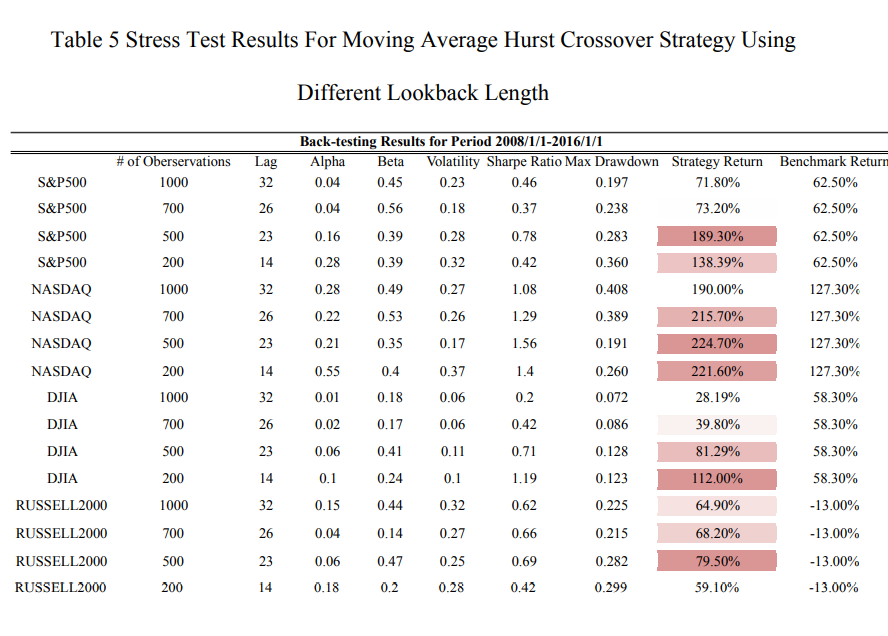 Table 5 Stress Test Results For Moving Average Hurst Crossover Strategy Using
Different Lookback Length
Back-testing Results for Period 2008/1/1-2016/1/1
# of Oberservations Lag Alpha Beta Volatility Sharpe Ratio Max Drawdown Strategy Return Benchmark Return
S&P500 1000 32 0.04 0.45 0.23 0.46 0.197 71.80% 62.50%
S&P500 700 26 0.04 0.56 0.18 0.37 0.238 73.20% 62.50%
S&P500 500 23 0.16 0.39 0.28 0.78 0.283 189.30% 62.50%
S&P500 200 14 0.28 0.39 0.32 0.42 0.360 138.39% 62.50%
NASDAQ 1000 32 0.28 0.49 0.27 1.08 0.408 190.00% 127.30%
NASDAQ 700 26 0.22 0.53 0.26 1.29 0.389 215.70% 127.30%
NASDAQ 500 23 0.21 0.35 0.17 1.56 0.191 224.70% 127.30%
NASDAQ 200 14 0.55 0.4 0.37 1.4 0.260 221.60% 127.30%
DJIA 1000 32 0.01 0.18 0.06 0.2 0.072 28.19% 58.30%
DJIA 700 26 0.02 0.17 0.06 0.42 0.086 39.80% 58.30%
DJIA 500 23 0.06 0.41 0.11 0.71 0.128 81.29% 58.30%
DJIA 200 14 0.1 0.24 0.1 1.19 0.123 112.00% 58.30%
RUSSELL2000 1000 32 0.15 0.44 0.32 0.62 0.225 64.90% -13.00%
RUSSELL2000 700 26 0.04 0.14 0.27 0.66 0.215 68.20% -13.00%
RUSSELL2000 500 23 0.06 0.47 0.25 0.69 0.282 79.50% -13.00%
RUSSELL2000 200 14 0.18 0.2 0.28 0.42 0.299 59.10% -13.00%